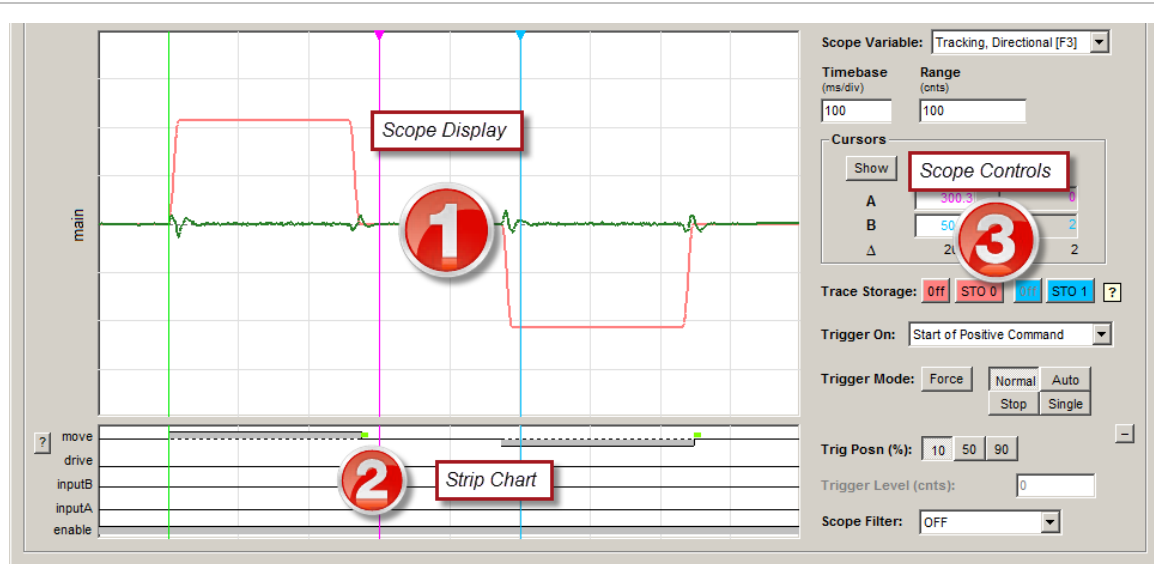 Scope Variable: Tracking, Directional [F3]
Timebase Range
(ms/div) (cnts)
100 100
Cursors
Show
Scope Display
Scope Controls
A 300.3 0
B 2
Δ 2
main
1
3
Trace Storage: Off STO 0 Off STO 1 ?
Trigger On: Start of Positive Command
Trigger Mode: Force Normal Auto
Stop Single
? move
drive
inputB
inputA
enable
2
Strip Chart
Trig Posn (%): 10 50 90
Trigger Level (cnts): 0
Scope Filter: OFF